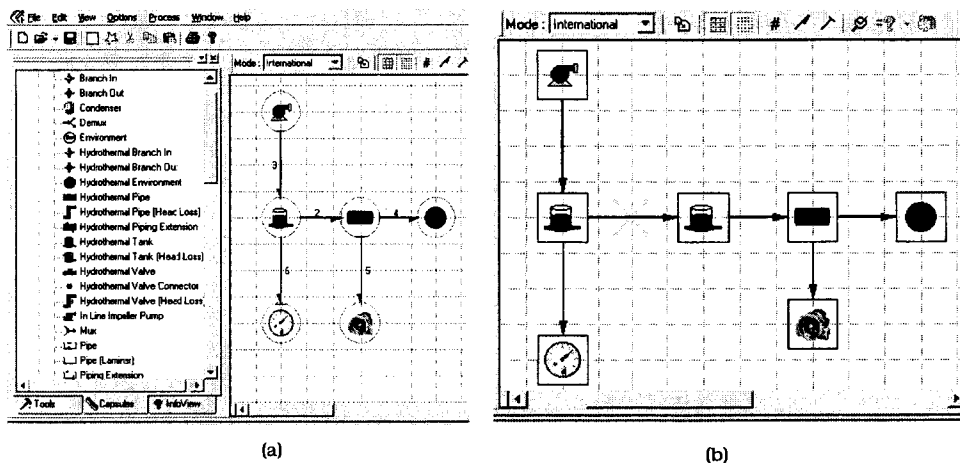 File Edit View Options Process Window Help
Mode : International
Branch In
Branch Out
Condenser
Demux
Environment
Hydrothermal Branch In
Hydrothermal Branch Ou:
Hydrothermal Environment
Hydrothermal Pipe
Hydrothermal Pipe (Heac Loss)
Hydrothermal Piping Extension
Hydrothermal Tank
Hydrothermal Tank (Head Loss)
Hydrothermal Valve
Hydrothermal Valve Connector
Hydrothermal Valve (Head Loss
In Line Impeller Pump
Mux
Pipe
Pipe (Laminar)
Piping Extension
Tools Capsules InfoView
3
2
4
6
5
(a)
Mode : International
#
(b)